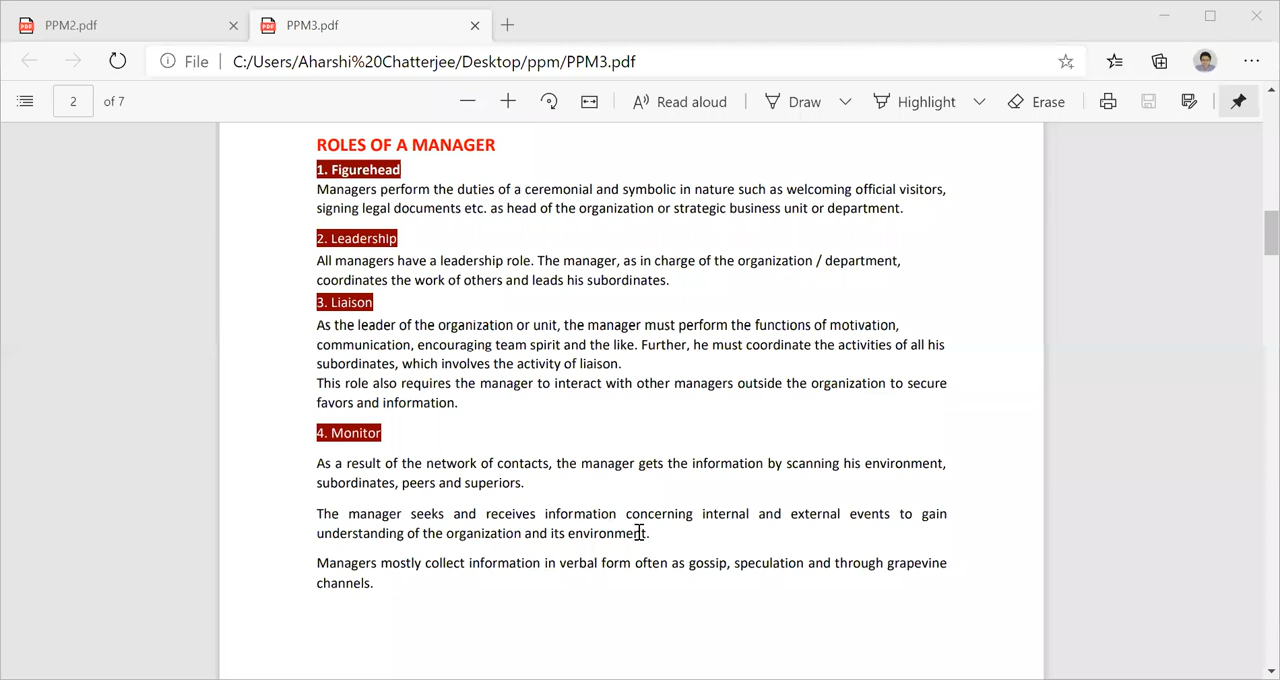 PPM2.pdf
PPM3.pdf
File
C:/Users/Aharshi%20Chatterjee/Desktop/ppm/PPM3.pdf
2 of 7
Read aloud
Draw
Highlight
Erase
ROLES OF A MANAGER
1. Figurehead
Managers perform the duties of a ceremonial and symbolic in nature such as welcoming official visitors,
signing legal documents etc. as head of the organization or strategic business unit or department.
2. Leadership
All managers have a leadership role. The manager, as in charge of the organization / department,
coordinates the work of others and leads his subordinates.
3. Liaison
As the leader of the organization or unit, the manager must perform the functions of motivation,
communication, encouraging team spirit and the like. Further, he must coordinate the activities of all his
subordinates, which involves the activity of liaison.
This role also requires the manager to interact with other managers outside the organization to secure
favors and information.
4. Monitor
As a result of the network of contacts, the manager gets the information by scanning his environment,
subordinates, peers and superiors.
The manager seeks and receives information concerning internal and external events to gain
understanding of the organization and its environment.
Managers mostly collect information in verbal form often as gossip, speculation and through grapevine
channels.